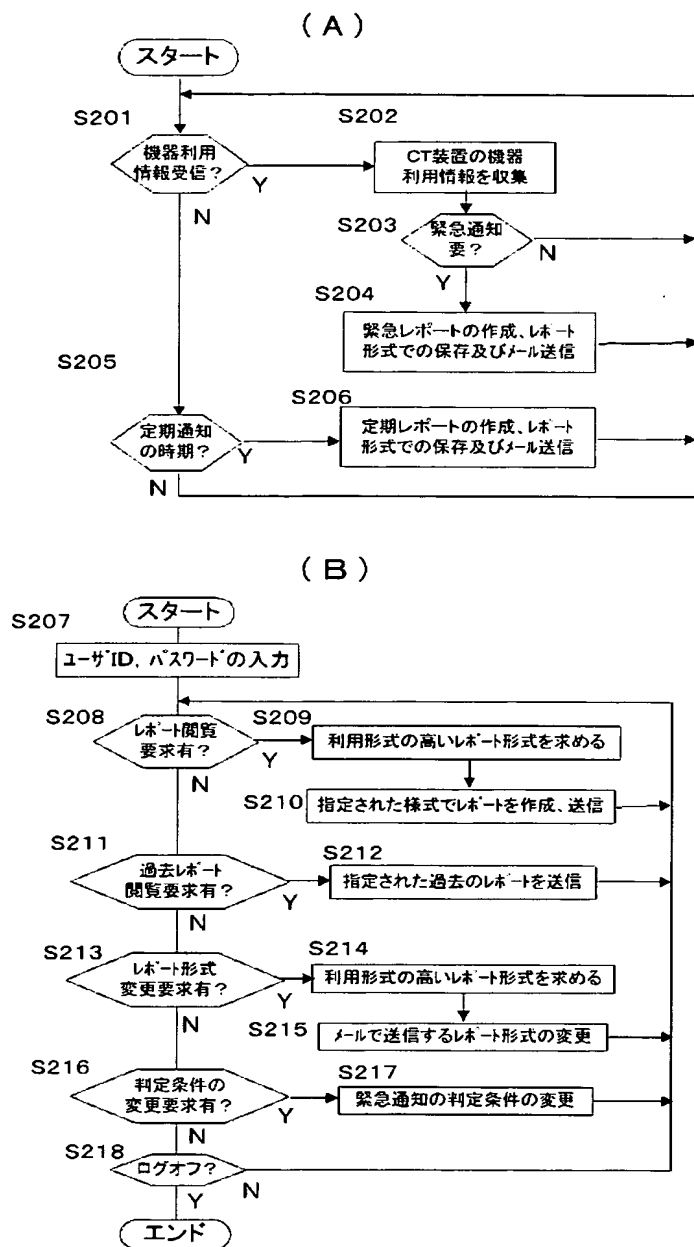 (A)
スタート
S201
機器利用
情報受信？
Y
N
S202
CT装置の機器
利用情報を収集
S203
緊急通知
要？
N
Y
S204
緊急レポートの作成、レポート
形式での保存及びメール送信
S205
定期通知
の時期？
Y
N
S206
定期レポートの作成、レポート
形式での保存及びメール送信
(B)
スタート
S207
ユーザID、パスワードの入力
S208
レポート閲覧
要求有？
Y
N
S209
利用形式の高いレポート形式を求める
S210
指定された様式でレポートを作成、送信
S211
過去レポート
閲覧要求有？
Y
N
S212
指定された過去のレポートを送信
S213
レポート形式
変更要求有？
Y
N
S214
利用形式の高いレポート形式を求める
S215
メールで送信するレポート形式の変更
S216
判定条件の
変更要求有？
Y
N
S217
緊急通知の判定条件の変更
S218
ログオフ？
N
Y
エンド